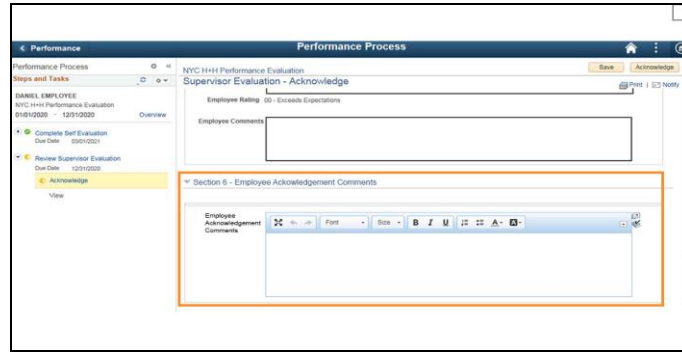 Performance
Performance Process
Performance Process
Steps and Tasks
DANIEL EMPLOYEE
NYC H+H Performance Evaluation
01/01/2020 - 12/31/2020 Overview
Complete Self Evaluation
Due Date 03/01/2021
Review Supervisor Evaluation
Due Date 12/31/2020
Acknowledge
View
NYC H+H Performance Evaluation
Save Acknowledge
Supervisor Evaluation - Acknowledge
Print | Notify
Employee Rating 00 - Exceeds Expectations
Employee Comments
Section 6 - Employee Ackowledgement Comments
Employee
Acknowledgement
Comments
Font Size B I U A A